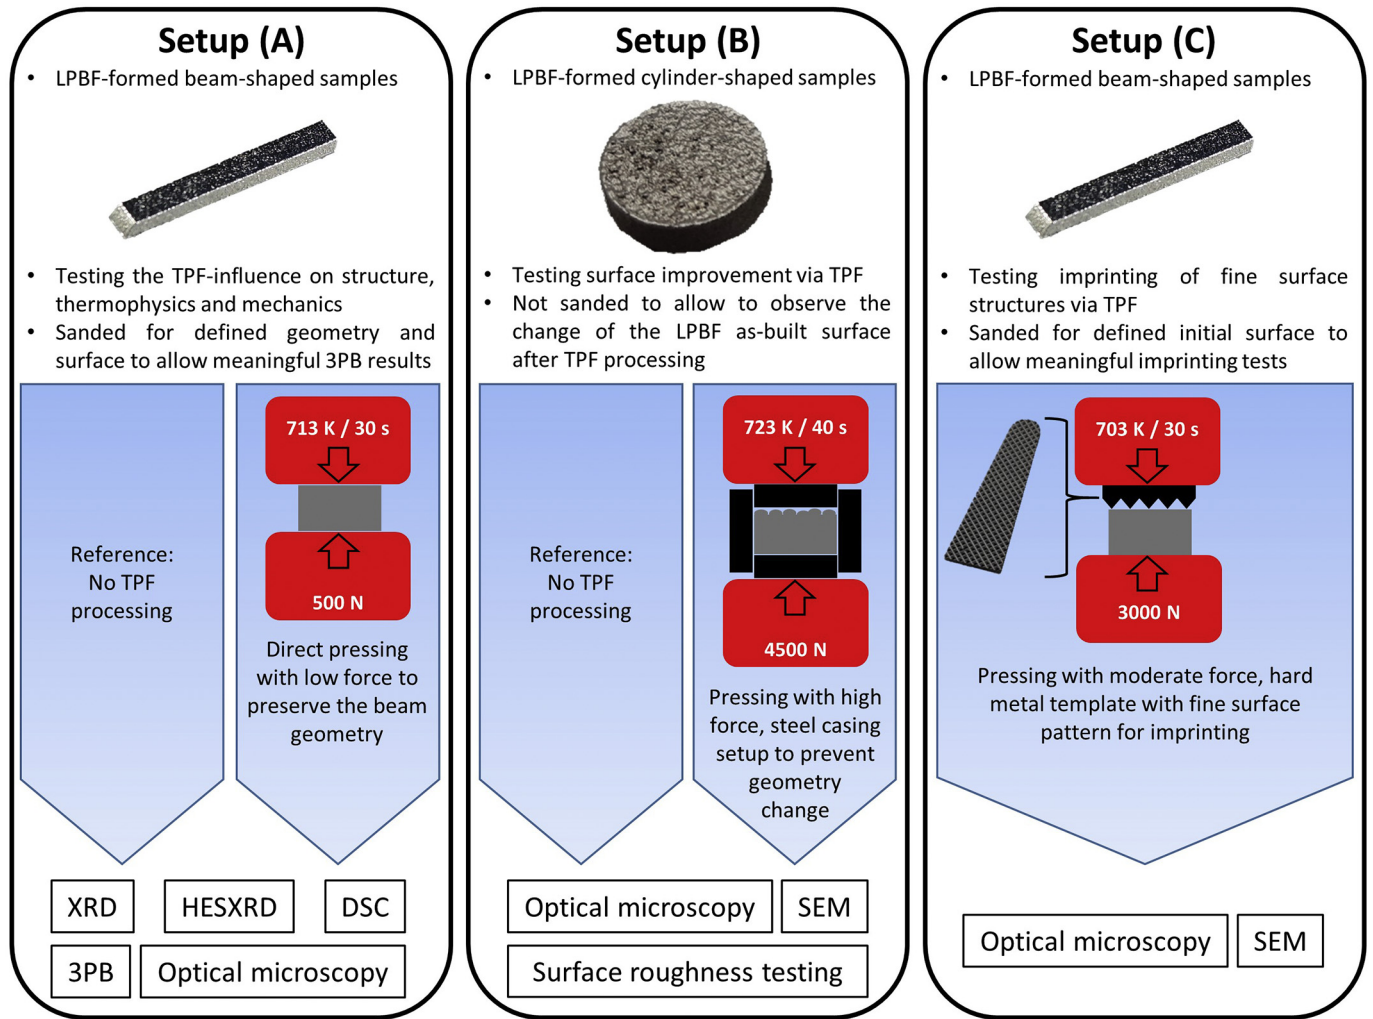 Setup (A)
• LPBF-formed beam-shaped samples
• Testing the TPF-influence on structure,
thermophysics and mechanics
• Sanded for defined geometry and
surface to allow meaningful 3PB results
Reference:
No TPF
processing
713 K / 30 s
500 N
Direct pressing
with low force to
preserve the beam
geometry
XRD
HESXRD
DSC
3PB
Optical microscopy
Setup (B)
• LPBF-formed cylinder-shaped samples
• Testing surface improvement via TPF
• Not sanded to allow to observe the
change of the LPBF as-built surface
after TPF processing
Reference:
No TPF
processing
723 K / 40 s
4500 N
Pressing with high
force, steel casing
setup to prevent
geometry
change
Optical microscopy
SEM
Surface roughness testing
Setup (C)
• LPBF-formed beam-shaped samples
• Testing imprinting of fine surface
structures via TPF
• Sanded for defined initial surface to
allow meaningful imprinting tests
703 K / 30 s
3000 N
Pressing with moderate force, hard
metal template with fine surface
pattern for imprinting
Optical microscopy
SEM